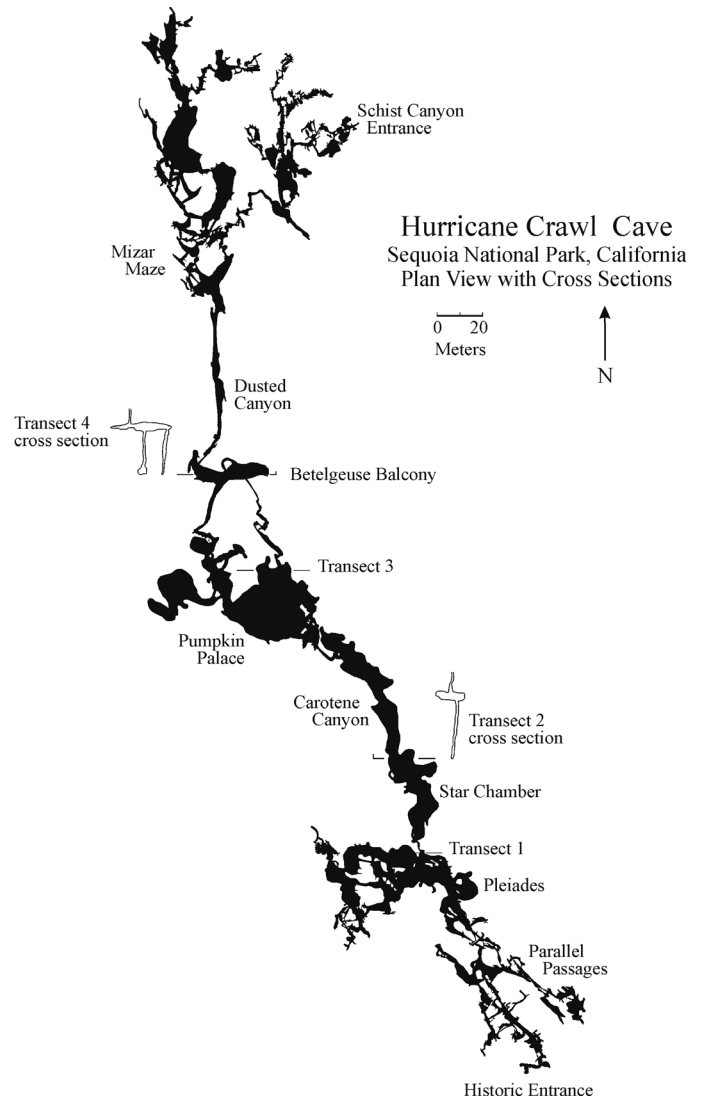 Schist Canyon
Entrance
Hurricane Crawl Cave
Sequoia National Park, California
Plan View with Cross Sections
0 20
Meters
N
Mizar
Maze
Dusted
Canyon
Transect 4
cross section
Betelgeuse Balcony
Transect 3
Pumpkin
Palace
Carotene
Canyon
Transect 2
cross section
Star Chamber
Transect 1
Pleiades
Parallel
Passages
Historic Entrance